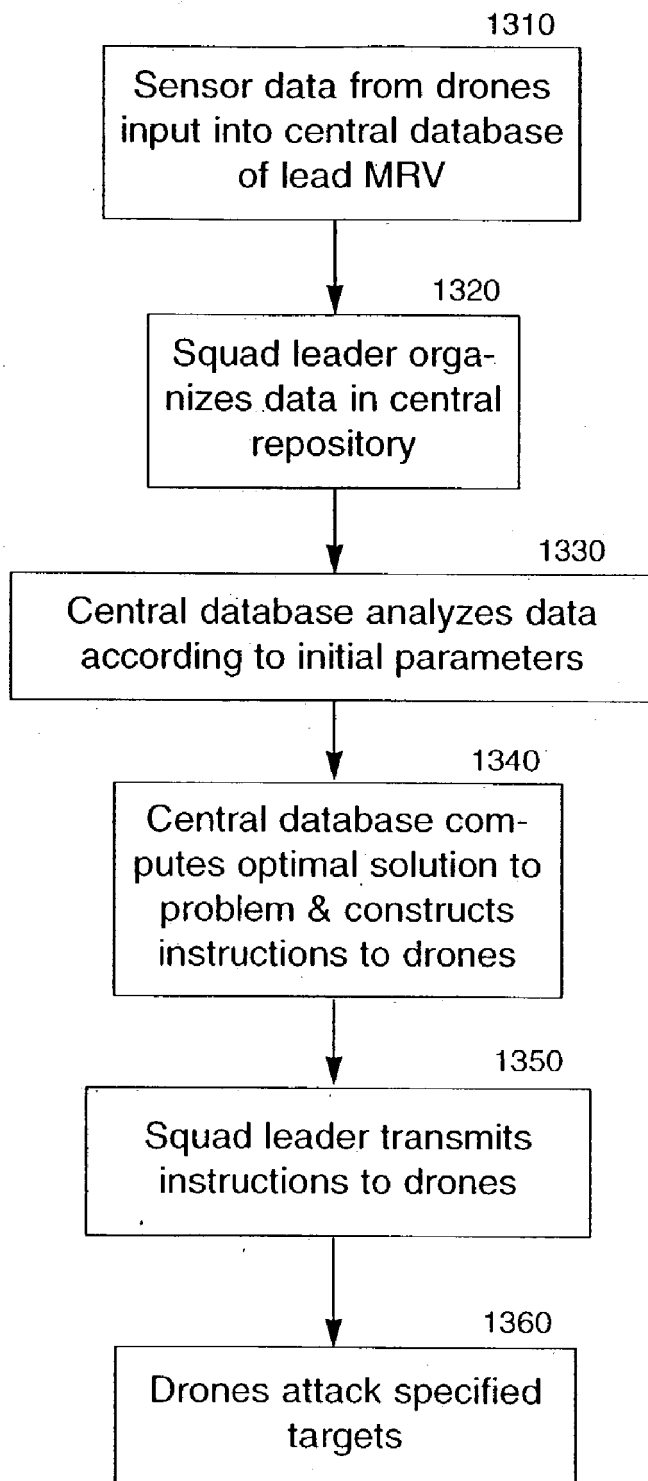 1310
Sensor data from drones
input into central database
of lead MRV
1320
Squad leader orga-
nizes data in central
repository
1330
Central database analyzes data
according to initial parameters
1340
Central database com-
putes optimal solution to
problem & constructs
instructions to drones
1350
Squad leader transmits
instructions to drones
1360
Drones attack specified
targets